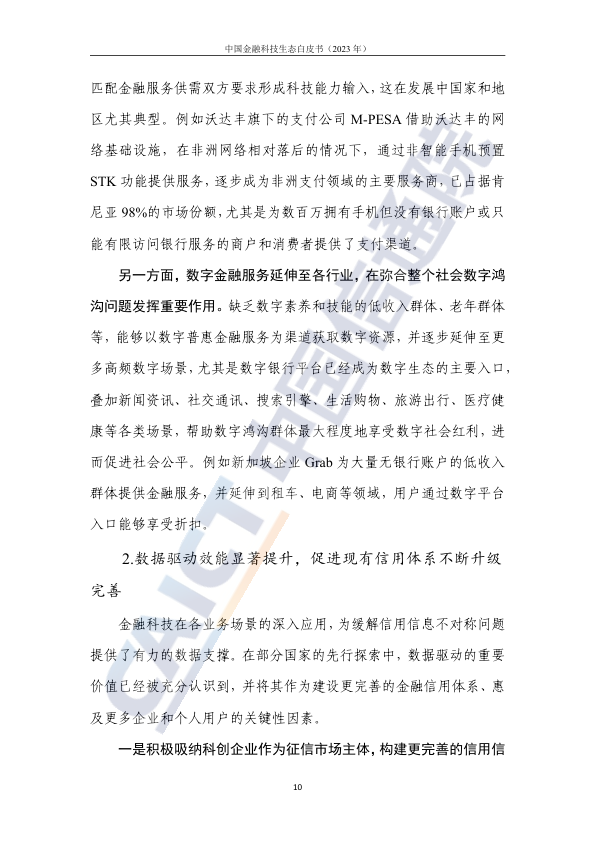 中国金融科技生态白皮书（2023 年）
匹配金融服务供需双方要求形成科技能力输入，这在发展中国家和地
区尤其典型。例如沃达丰旗下的支付公司 M-PESA 借助沃达丰的网
络基础设施，在非洲网络相对落后的情况下，通过非智能手机预置
STK 功能提供服务，逐步成为非洲支付领域的主要服务商，已占据肯
尼亚 98%的市场份额，尤其是为数百万拥有手机但没有银行账户或只
能有限访问银行服务的商户和消费者提供了支付渠道。
另一方面，数字金融服务延伸至各行业，在弥合整个社会数字鸿
沟问题发挥重要作用。缺乏数字素养和技能的低收入群体、老年群体
等，能够以数字普惠金融服务为渠道获取数字资源，并逐步延伸至更
多高频数字场景，尤其是数字银行平台已经成为数字生态的主要入口，
叠加新闻资讯、社交通讯、搜索引擎、生活购物、旅游出行、医疗健
康等各类场景，帮助数字鸿沟群体最大程度地享受数字社会红利，进
而促进社会公平。例如新加坡企业 Grab 为大量无银行账户的低收入
群体提供金融服务，并延伸到租车、电商等领域，用户通过数字平台
入口能够享受折扣。
2.数据驱动效能显著提升，促进现有信用体系不断升级
完善
金融科技在各业务场景的深入应用，为缓解信用信息不对称问题
提供了有力的数据支撑。在部分国家的先行探索中，数据驱动的重要
价值已经被充分认识到，并将其作为建设更完善的金融信用体系、惠
及更多企业和个人用户的关键性因素。
一是积极吸纳科创企业作为征信市场主体，构建更完善的信用信
10
CAICT 中国信通院